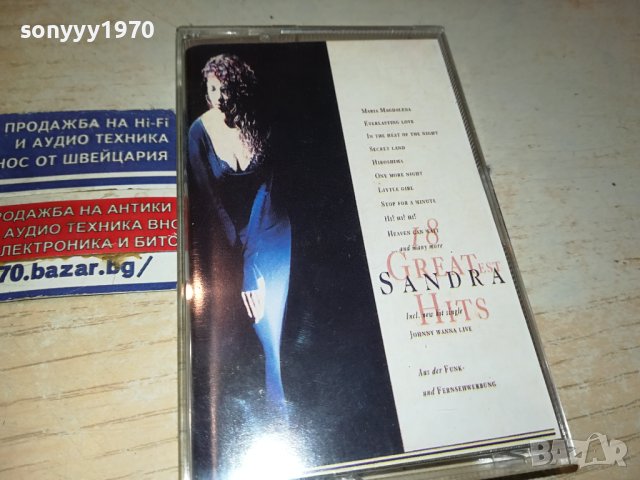 sonyyy1970
ПРОДАЖБА НА Hi-Fi
И АУДИО ТЕХНИКА
НОС ОТ ШВЕЙЦАРИЯ
РОДАЖБА НА АНТИКИ
АУДИО ТЕХНИКА ВНО
ЛЕКТРОНИКА И БИТО
70.bazar.bg/
MARIA MAGDALENA
EVERLASTING LOVE
IN THE HEAT OF THE NIGHT
SECRET LAND
HIROSHIMA
ONE MORE NIGHT
LITTLE GIRL
STOP FOR A MINUTE
HI! HI! HI!
HEAVEN CAN WAIT
and many more
18
GREATEST
SANDRA
HITS
Incl. new hit single
JOHNNY WANNA LIVE
Aus der FUNK-
und FERNSEHWERBUNG
BAZAR